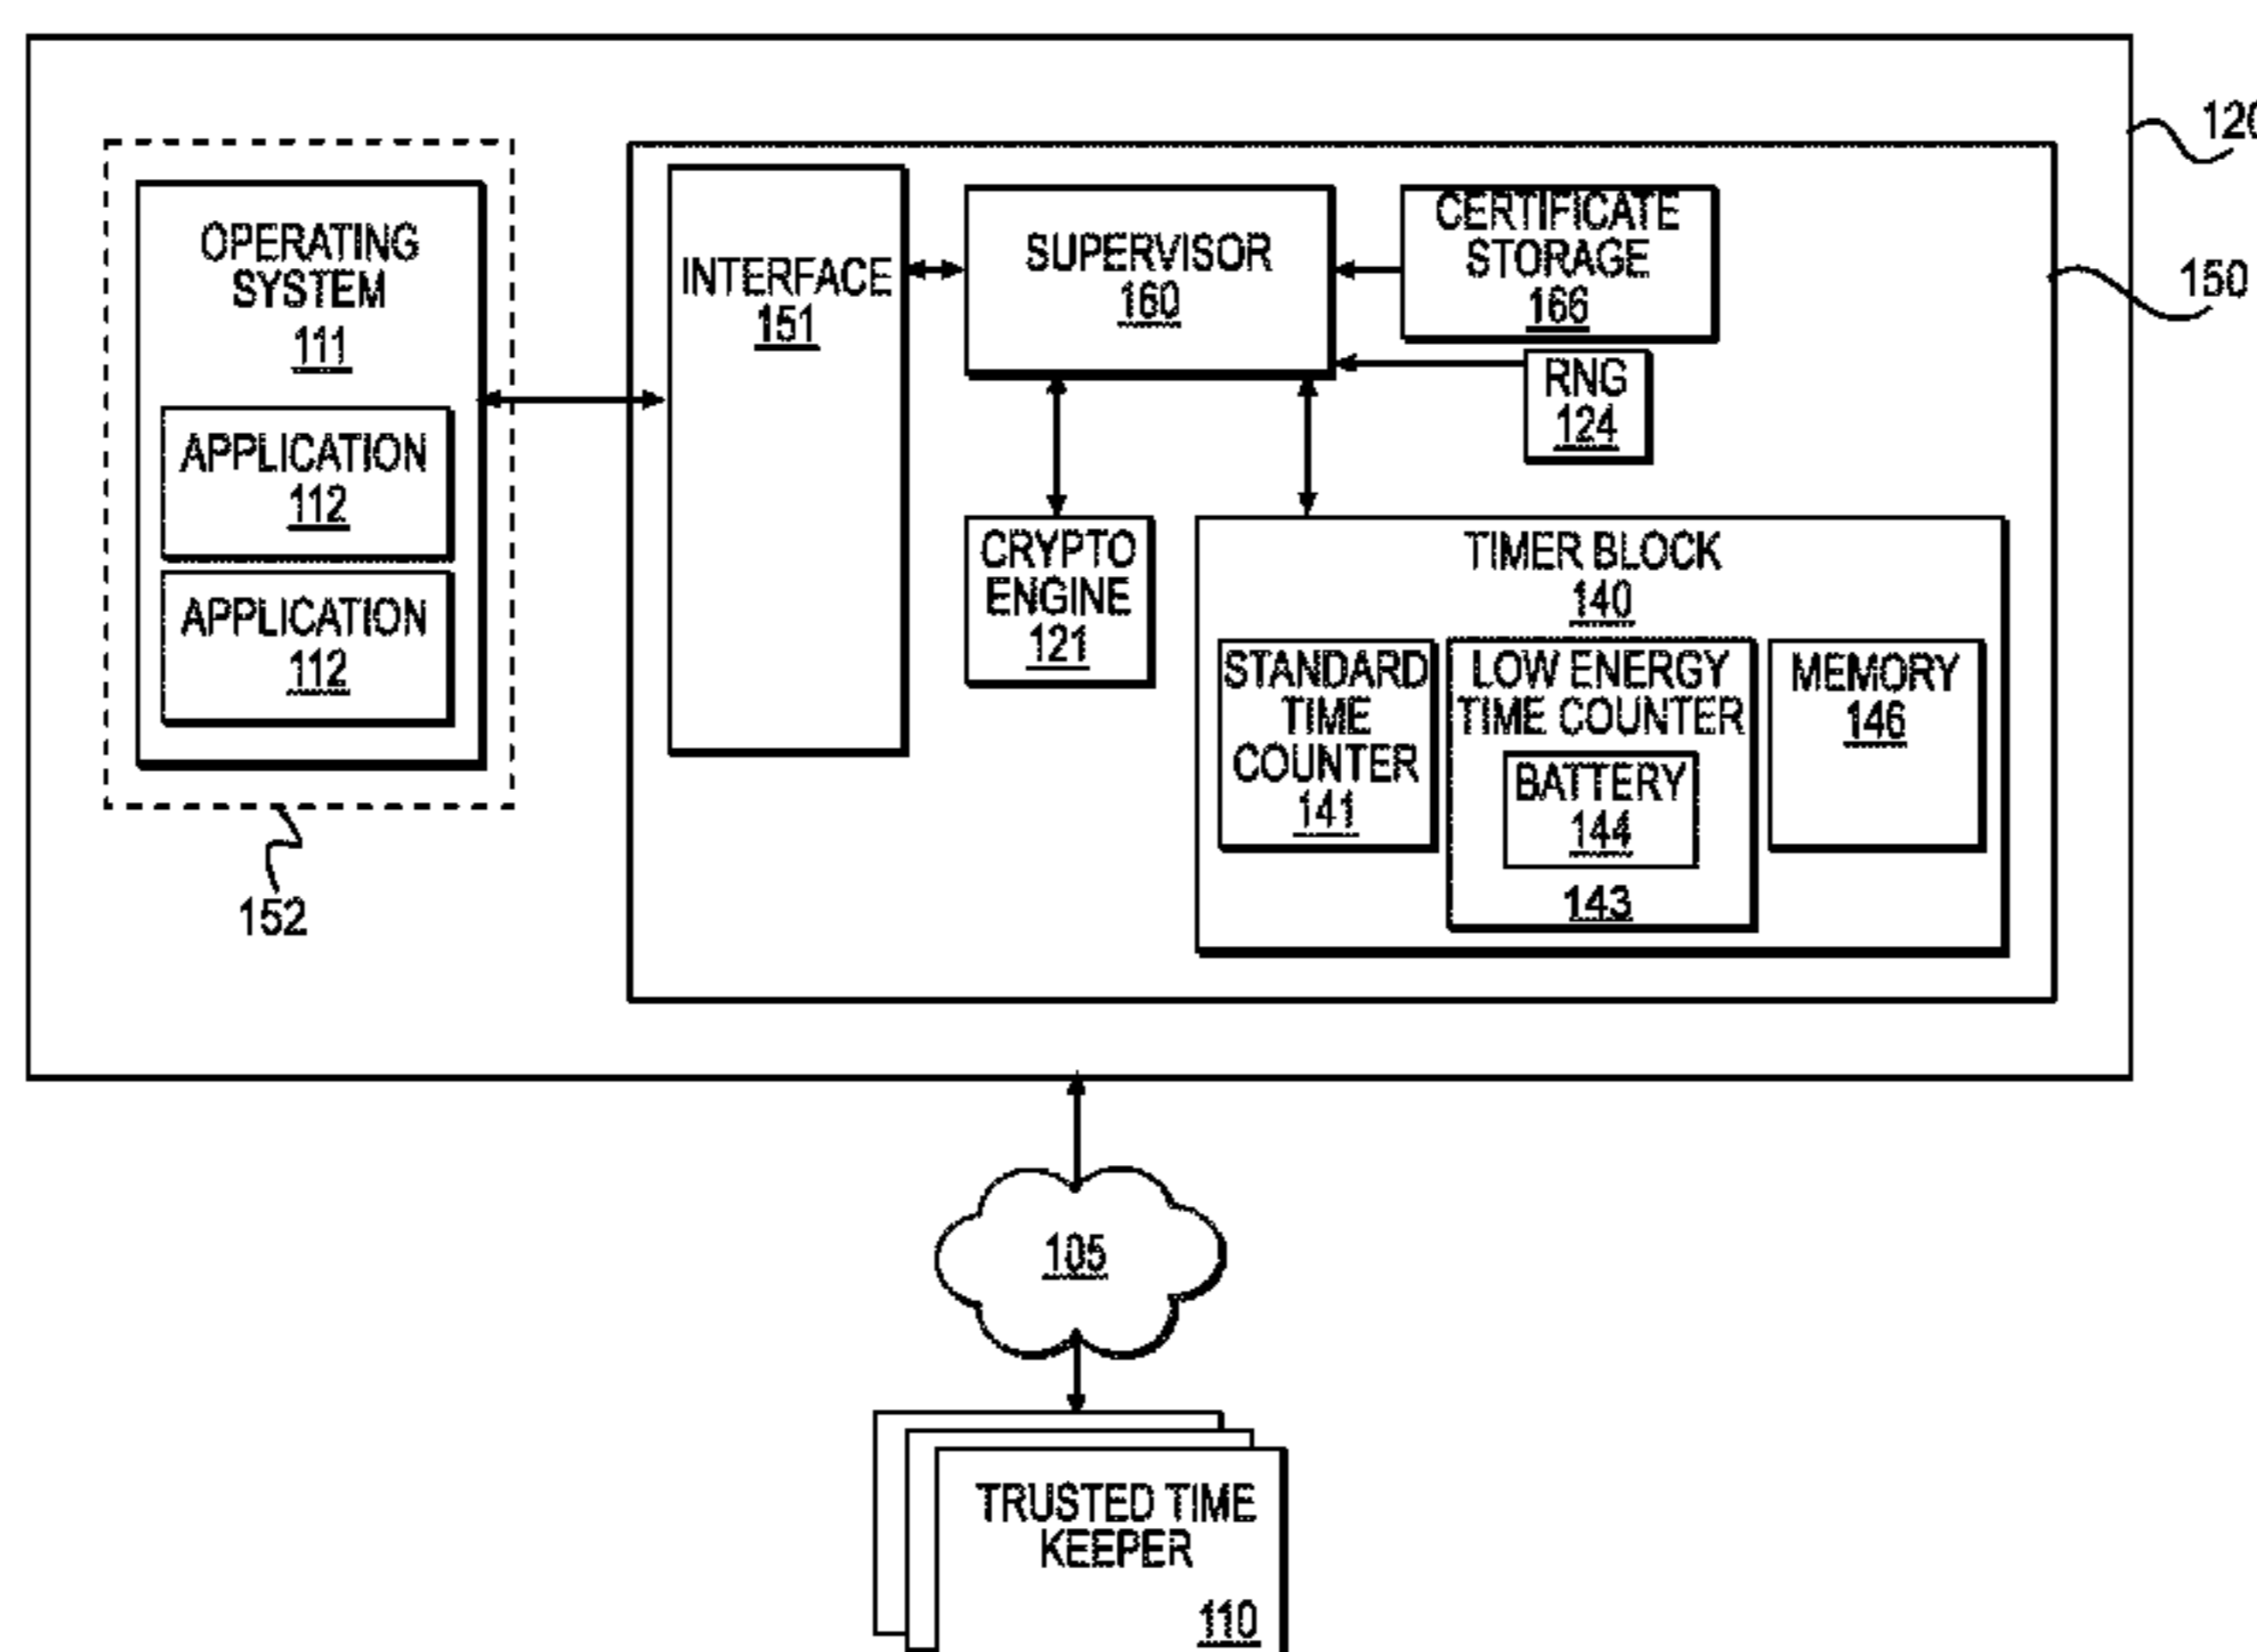 120
150
OPERATING
SYSTEM
111
APPLICATION
112
APPLICATION
112
152
INTERFACE
151
SUPERVISOR
160
CERTIFICATE
STORAGE
166
RNG
124
CRYPTO
ENGINE
121
TIMER BLOCK
140
STANDARD
TIME
COUNTER
141
LOW ENERGY
TIME COUNTER
BATTERY
144
143
MEMORY
146
105
TRUSTED TIME
KEEPER
110